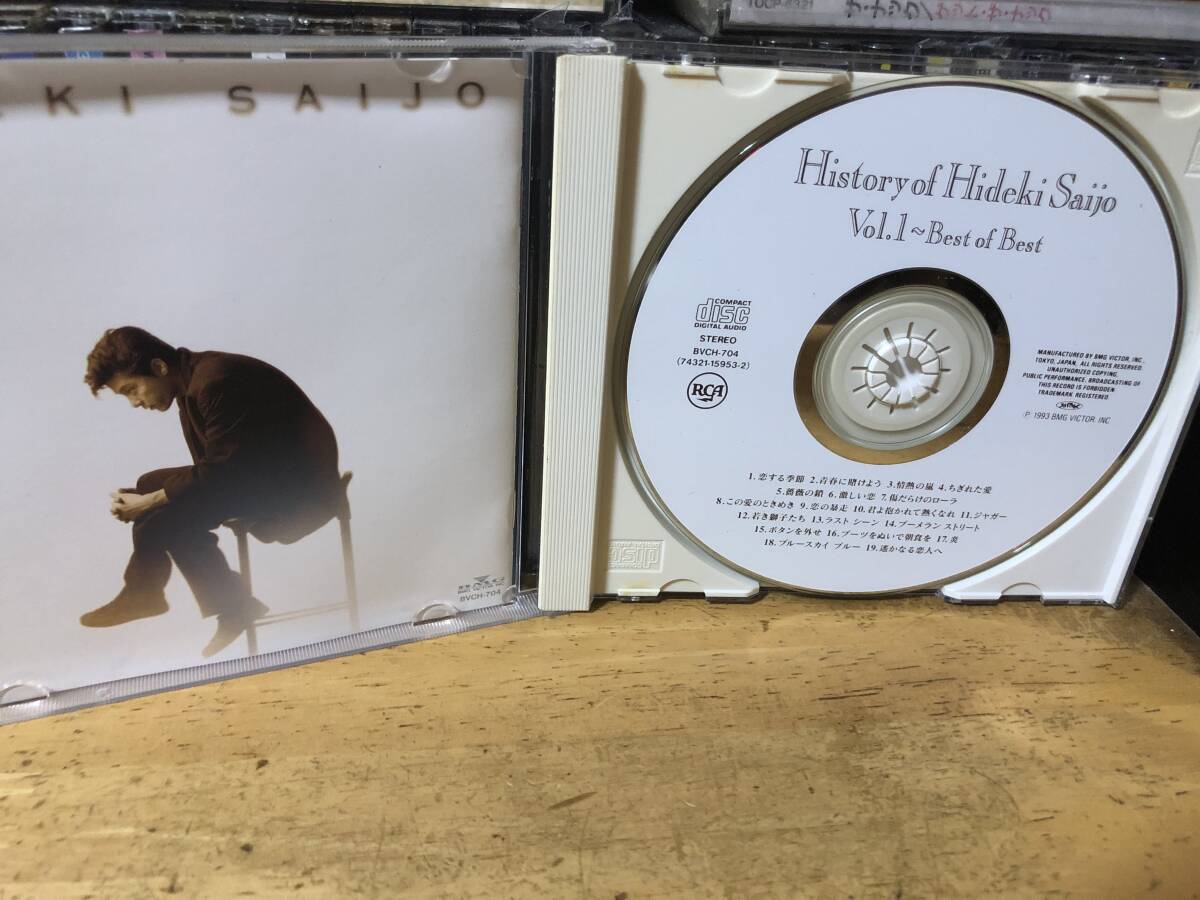 TOCP-6321
KI SAIJO
BVCH-704
History of Hideki Saijo
Vol.1~Best of Best
COMPACT
disc
DIGITAL AUDIO
STEREO
BVCH-704
(74321-15953-2)
RCA
MANUFACTURED BY BMG VICTOR, INC.,
TOKYO, JAPAN. ALL RIGHTS RESERVED.
UNAUTHORIZED COPYING,
PUBLIC PERFORMANCE, BROADCASTING OF
THIS RECORD IS FORBIDDEN
TRADEMARK REGISTERED.
Ⓟ 1993 BMG VICTOR, INC
1. 恋する季節 2. 青春に賭けよう 3. 情熱の嵐 4. ちぎれた愛
5. 薔薇の鎖 6. 激しい恋 7. 傷だらけのローラ
8. この愛のときめき 9. 恋の暴走 10. 君よ抱かれて熱くなれ 11. ジャガー
12. 若き獅子たち 13. ラスト シーン 14. ブーメラン ストリート
15. ボタンを外せ 16. ブーツをぬいで朝食を 17. 炎
18. ブルースカイ ブルー 19. 遙かなる恋人へ